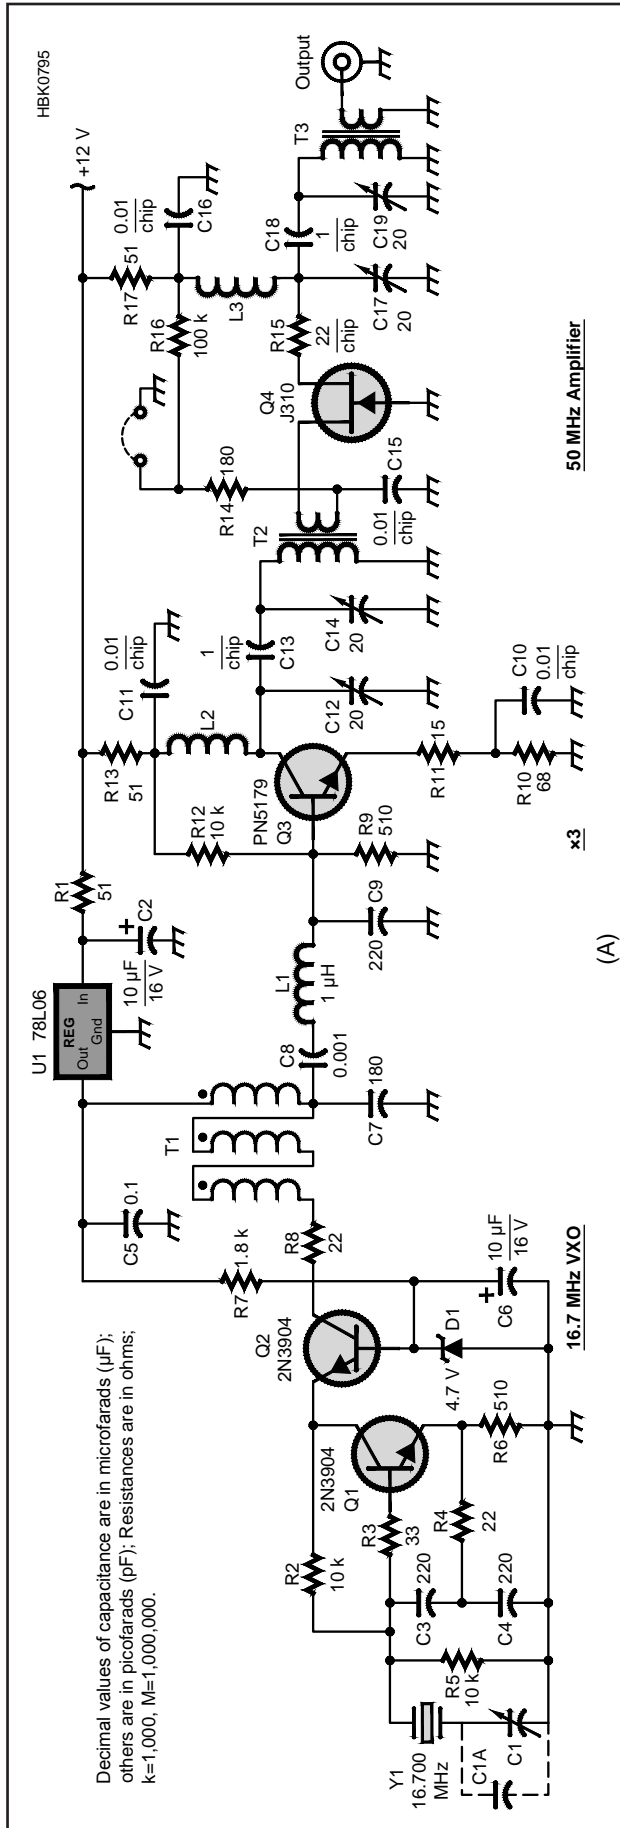 HBK0795
Decimal values of capacitance are in microfarads (µF);
others are in picofarads (pF); Resistances are in ohms;
k=1,000, M=1,000,000.
Y1
16.700
MHz
C1A
C1
R5
10 k
C3
220
C4
220
R2
10 k
R3
33
R4
22
2N3904
Q1
R6
510
Q2
2N3904
4.7 V
D1
C6
10 µF
16 V
+
16.7 MHz VXO
R7
1.8 k
R8
22
C5
0.1
T1
C7
180
C8
0.001
U1 78L06
REG
Out
In
Gnd
10 µF
16 V
+
C2
R1
51
L1
1 µH
220
C9
R12
10 k
R9
510
PN5179
Q3
R13
51
C11
0.01
chip
L2
R11
15
R10
68
C10
0.01
chip
x3
C12
20
1
chip
C13
C14
20
T2
R14
180
0.01
chip
C15
Q4
J310
R15
22
chip
R16
100 k
R17
51
0.01
chip
C16
L3
C17
20
C18
1
chip
C19
20
T3
Output
+12 V
50 MHz Amplifier
(A)